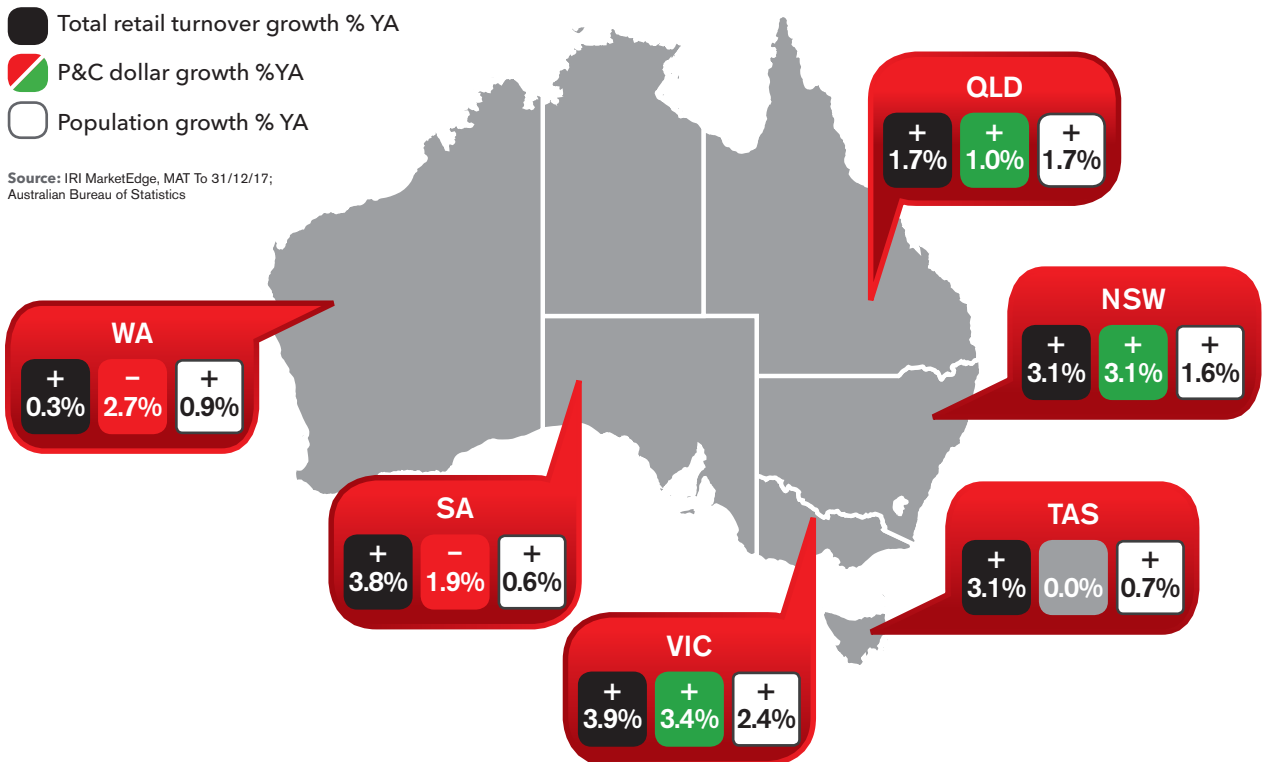 Total retail turnover growth % YA
P&C dollar growth %YA
Population growth % YA
Source: IRI MarketEdge, MAT To 31/12/17;
Australian Bureau of Statistics
QLD
+ + +
1.7% 1.0% 1.7%
NSW
+ + +
3.1% 3.1% 1.6%
WA
+ − +
0.3% 2.7% 0.9%
SA
+ − +
3.8% 1.9% 0.6%
TAS
+ +
3.1% 0.0% 0.7%
VIC
+ + +
3.9% 3.4% 2.4%